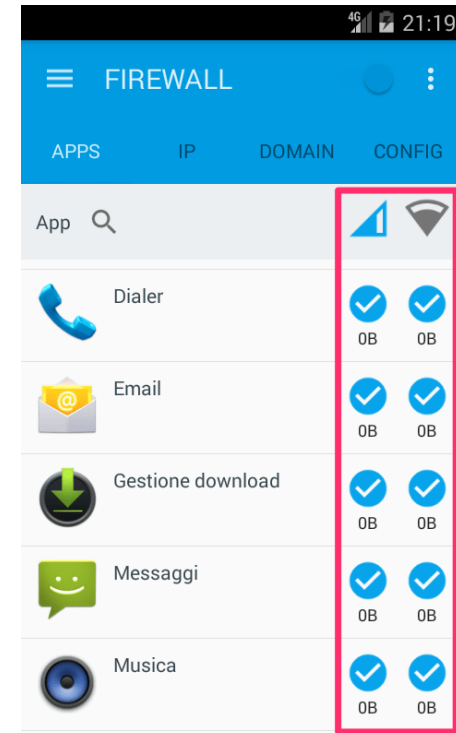 4G 21:19
FIREWALL
APPS IP DOMAIN CONFIG
App
Dialer
0B 0B
@
Email
0B 0B
Gestione download
0B 0B
Messaggi
0B 0B
Musica
0B 0B